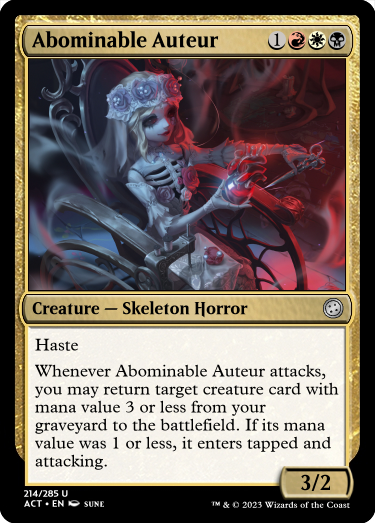 Abominable Auteur 1
Creature — Skeleton Horror
Haste
Whenever Abominable Auteur attacks,
you may return target creature card with
mana value 3 or less from your
graveyard to the battlefield. If its mana
value was 1 or less, it enters tapped and
attacking.
3/2
214/285 U
ACT • EN SUNE ™ & © 2023 Wizards of the Coast